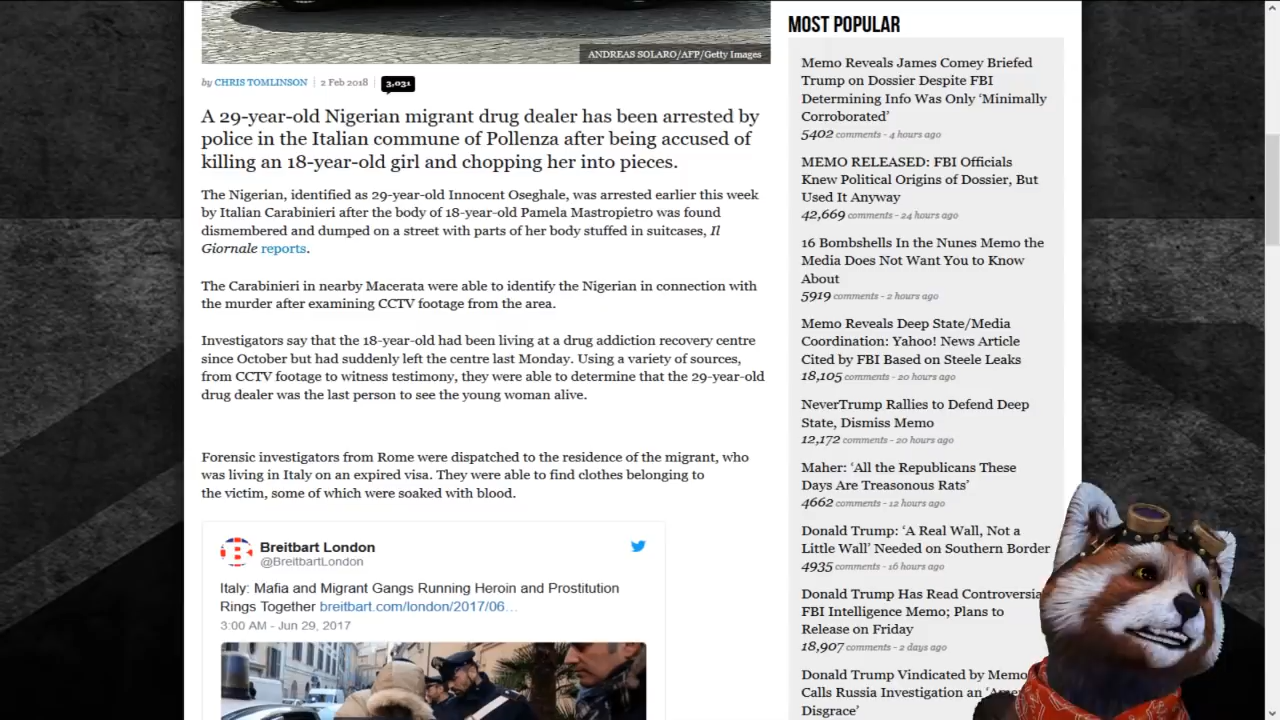 ANDREAS SOLARO/AFP/Getty Images
by CHRIS TOMLINSON | 2 Feb 2018 | 3,031
A 29-year-old Nigerian migrant drug dealer has been arrested by
police in the Italian commune of Pollenza after being accused of
killing an 18-year-old girl and chopping her into pieces.
The Nigerian, identified as 29-year-old Innocent Oseghale, was arrested earlier this week
by Italian Carabinieri after the body of 18-year-old Pamela Mastropietro was found
dismembered and dumped on a street with parts of her body stuffed in suitcases, Il
Giornale reports.
The Carabinieri in nearby Macerata were able to identify the Nigerian in connection with
the murder after examining CCTV footage from the area.
Investigators say that the 18-year-old had been living at a drug addiction recovery centre
since October but had suddenly left the centre last Monday. Using a variety of sources,
from CCTV footage to witness testimony, they were able to determine that the 29-year-old
drug dealer was the last person to see the young woman alive.
Forensic investigators from Rome were dispatched to the residence of the migrant, who
was living in Italy on an expired visa. They were able to find clothes belonging to
the victim, some of which were soaked with blood.
B
Breitbart London
@BreitbartLondon
Italy: Mafia and Migrant Gangs Running Heroin and Prostitution
Rings Together breitbart.com/london/2017/06…
3:00 AM - Jun 29, 2017
MOST POPULAR
Memo Reveals James Comey Briefed
Trump on Dossier Despite FBI
Determining Info Was Only ‘Minimally
Corroborated’
5402 comments - 4 hours ago
MEMO RELEASED: FBI Officials
Knew Political Origins of Dossier, But
Used It Anyway
42,669 comments - 24 hours ago
16 Bombshells In the Nunes Memo the
Media Does Not Want You to Know
About
5919 comments - 2 hours ago
Memo Reveals Deep State/Media
Coordination: Yahoo! News Article
Cited by FBI Based on Steele Leaks
18,105 comments - 20 hours ago
NeverTrump Rallies to Defend Deep
State, Dismiss Memo
12,172 comments - 20 hours ago
Maher: ‘All the Republicans These
Days Are Treasonous Rats’
4662 comments - 12 hours ago
Donald Trump: ‘A Real Wall, Not a
Little Wall’ Needed on Southern Border
4935 comments - 16 hours ago
Donald Trump Has Read Controversia
FBI Intelligence Memo; Plans to
Release on Friday
18,907 comments - 2 days ago
Donald Trump Vindicated by Memo
Calls Russia Investigation an
Disgrace’